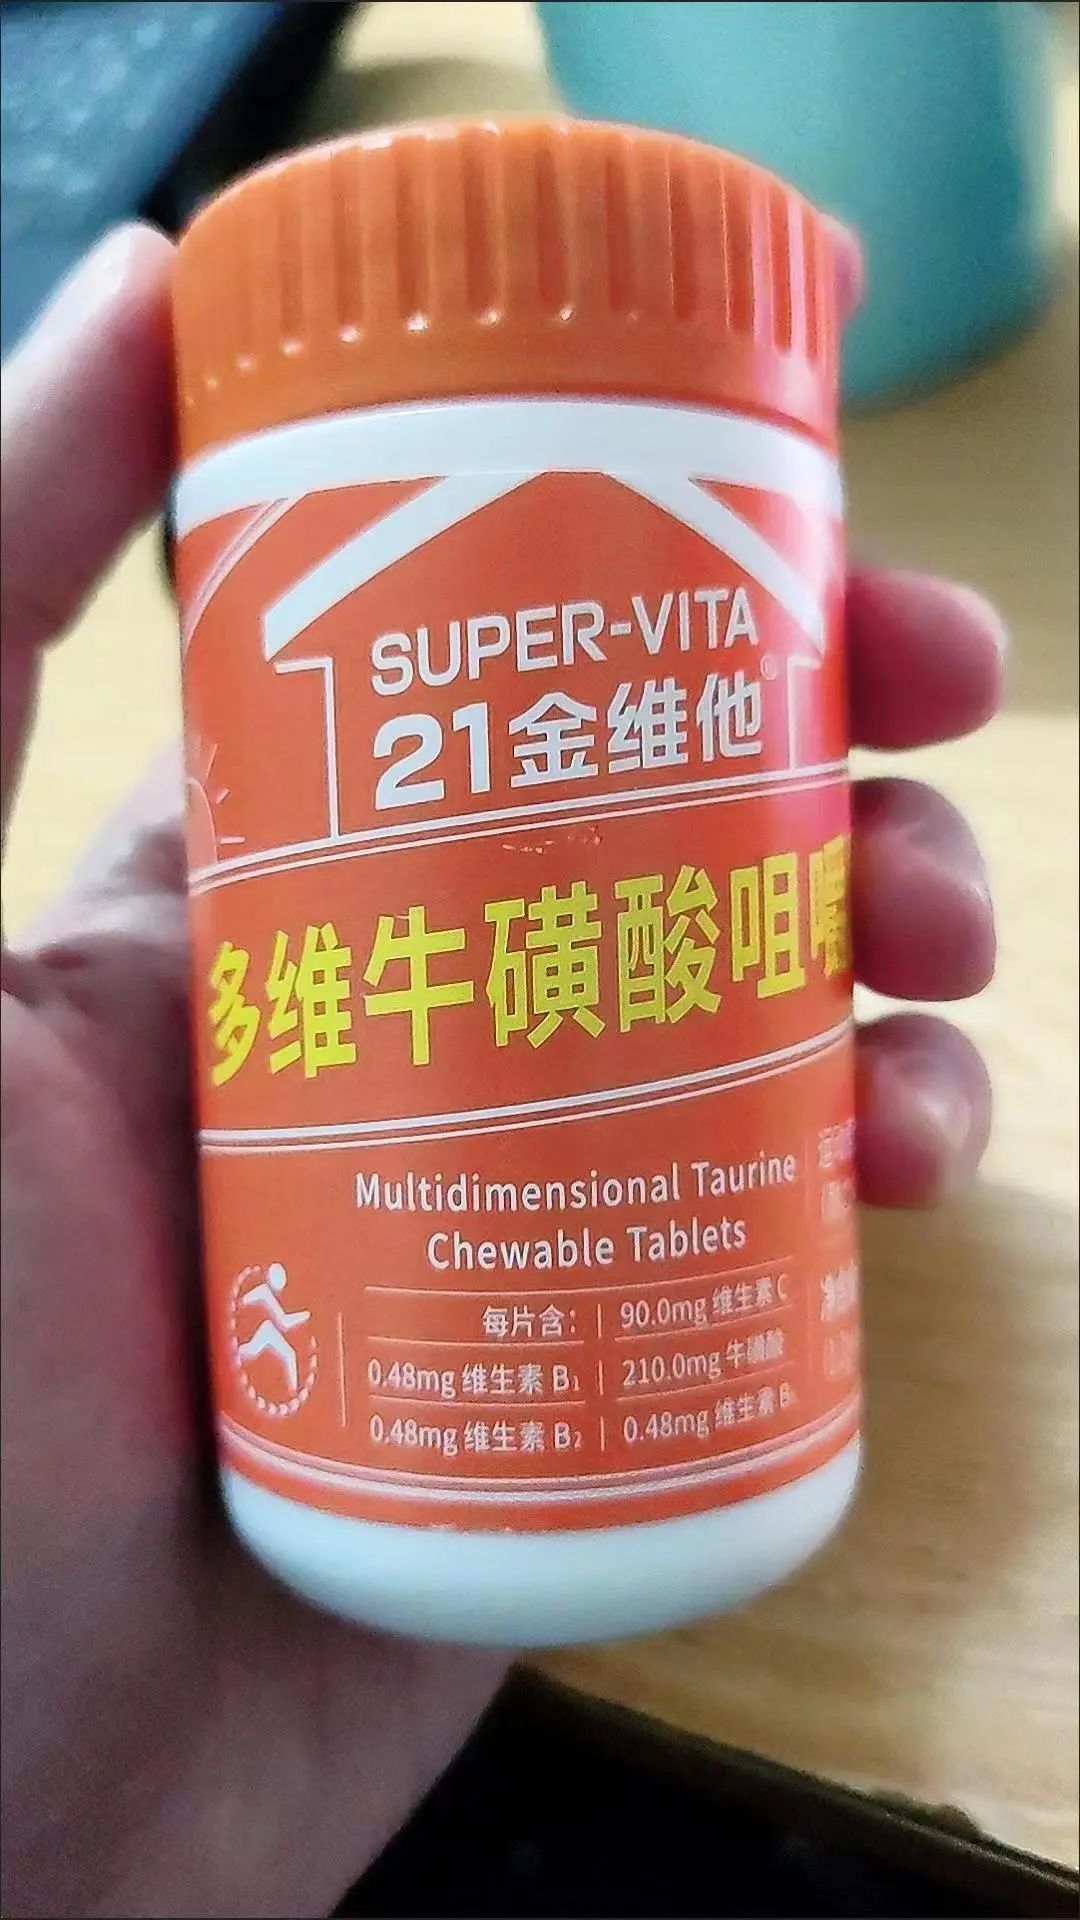 SUPER-VITA
21金维他®
多维牛磺酸咀嚼
Multidimensional Taurine
Chewable Tablets
每片含： 90.0mg 维生素 C
0.48mg 维生素 B₁ 210.0mg 牛磺酸
0.48mg 维生素 B₂ 0.48mg 维生素 B